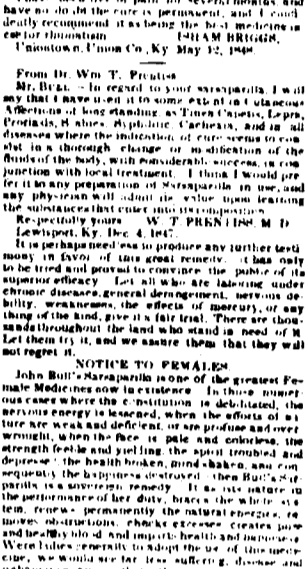 have no doubt the cure is permanent, and I conf
dently recommend it as being the best medicine in
use for rheumatism ISHAM BRIGGS,
Uniontown, Union Co., Ky May 12, 1848.
From Dr. Wm T. Prentiss
Mr. BULL - In regard to your sarsaparilla, I will
say that I have used it to some extent in Cutaneous
Affections of long standing, as Tinea Capitis, Lepra,
Psoriasis, Scabies, Syphilitic, Cachexia, and in all
diseases where the indication of cure seems to con
sist in a thorough change or modification of the
fluids of the body, with considerable success, in con
junction with local treatment. I think I would pre
fer it to any preparation of Sarsaparilla in use, and
any physician will admit its value upon learning
the substances that enter into its composition
Respectfully yours W. T. PRENTISS, M D
Lewisport, Ky. Dec 4, 1847.
It is perhaps needless to produce any further testi
mony in favor of this great remedy. it has only
to be tried and proved to convince the public of its
superior efficacy Let all who are laboring under
chronic diseases, general derangement, nervous de
bility, weaknesses, the effects of mercury, or any
thing of the kind, give it a fair trial. There are thou
sands throughout the land who stand in need of it
Let them try it, and we assure them that they will
not regret it.
NOTICE TO FEMALES.
John Bull's Sarsaparilla is one of the greatest Fe
male Medicines now in existence In those numer
ous cases where the constitution is debilitated, the
nervous energy is lessened, when the efforts of na
ture are weak and deficient, or are profuse and over
wrought, when the face is pale and colorless, the
strength feeble and yielding, the spirit troubled and
depressed, the health broken, mind shaken, and con
sequently the happiness destroyed then Bull's Sar
parilla is a sovereign remedy It assists nature in
the performance of her duty, braces the whole sys
tem, renews permanently the natural energies, re
moves obstructions, checks excesses creates pure
and healthy blood and imparts health and happiness
Were ladies generally to adopt the use of this medi
cine, we would see far less suffering, disease and